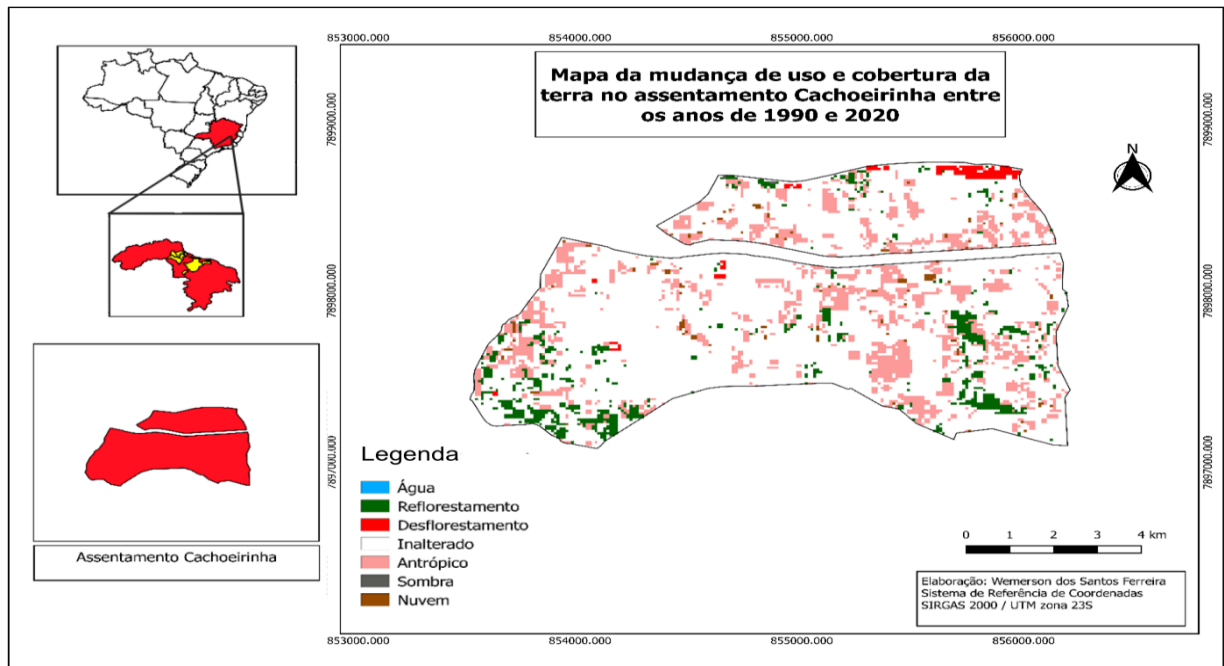 853000.000
854000.000
855000.000
856000.000
Mapa da mudança de uso e cobertura da
terra no assentamento Cachoeirinha entre
os anos de 1990 e 2020
7899000.000
7899000.000
N
7898000.000
7898000.000
7897000.000
7897000.000
Assentamento Cachoeirinha
Legenda
Água
Reflorestamento
Desflorestamento
Inalterado
Antrópico
Sombra
Nuvem
0 1 2 3 4 km
Elaboração: Wemerson dos Santos Ferreira
Sistema de Referência de Coordenadas
SIRGAS 2000 / UTM zona 23S
853000.000
854000.000
855000.000
856000.000